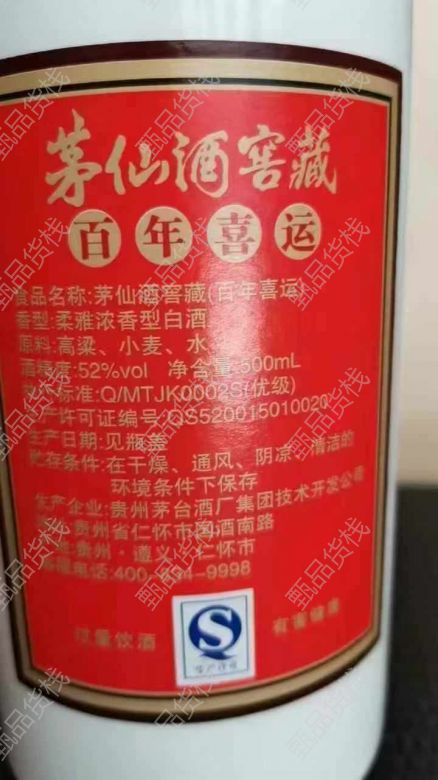 茅仙酒窖藏
百年喜运
食品名称:茅仙酒窖藏(百年喜运)
香型:柔雅浓香型白酒
原料:高粱、小麦、水
酒精度:52%vol 净含量:500mL
标准:Q/MTJK0002S(优级)
生产许可证编号:QS520015010020
生产日期:见瓶盖
贮存条件:在干燥、通风、阴凉、清洁的
环境条件下保存
生产企业:贵州茅台酒厂集团技术开发公司
贵州省仁怀市国酒南路
地:贵州·遵义 仁怀市
电话:400-204-9998
过量饮酒
有害健康
生产许可
甄品货栈